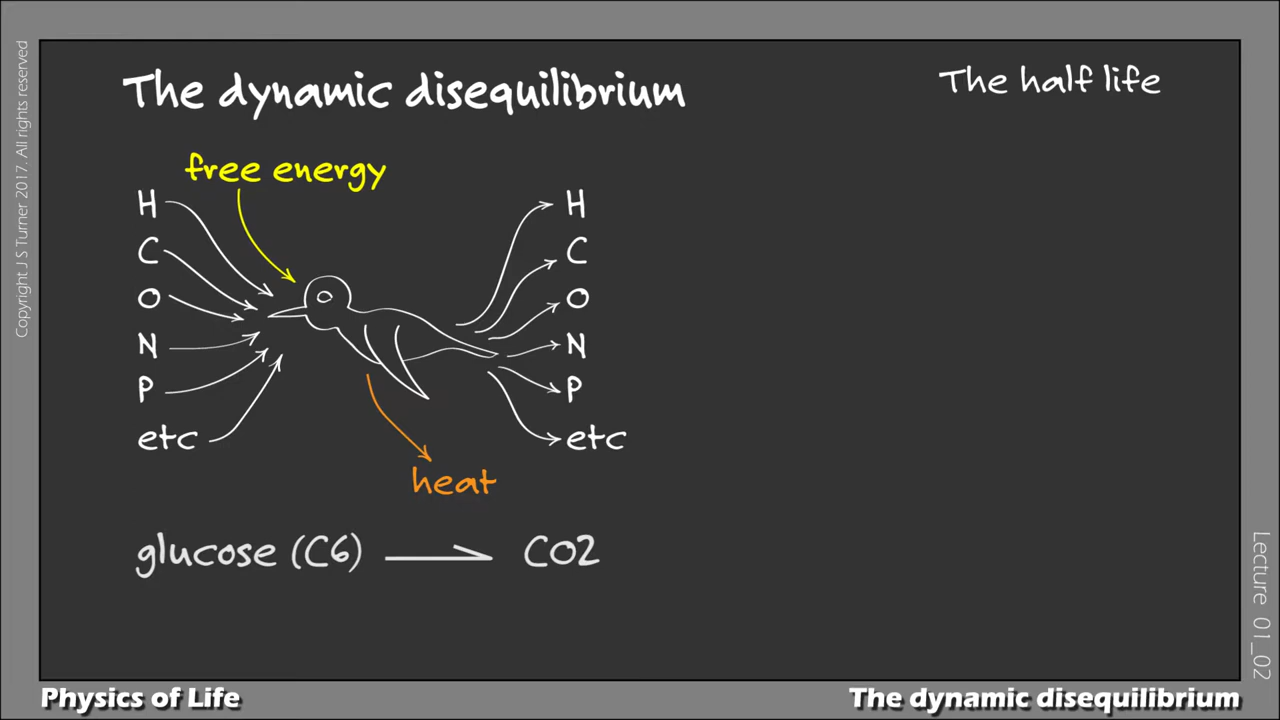 The dynamic disequilibrium
The half life
free energy
H
C
O
N
P
etc
H
C
O
N
P
etc
heat
glucose (C6)
CO2
Copyright J S Turner 2017. All rights reserved
Lecture 01_02
Physics of Life
The dynamic disequilibrium